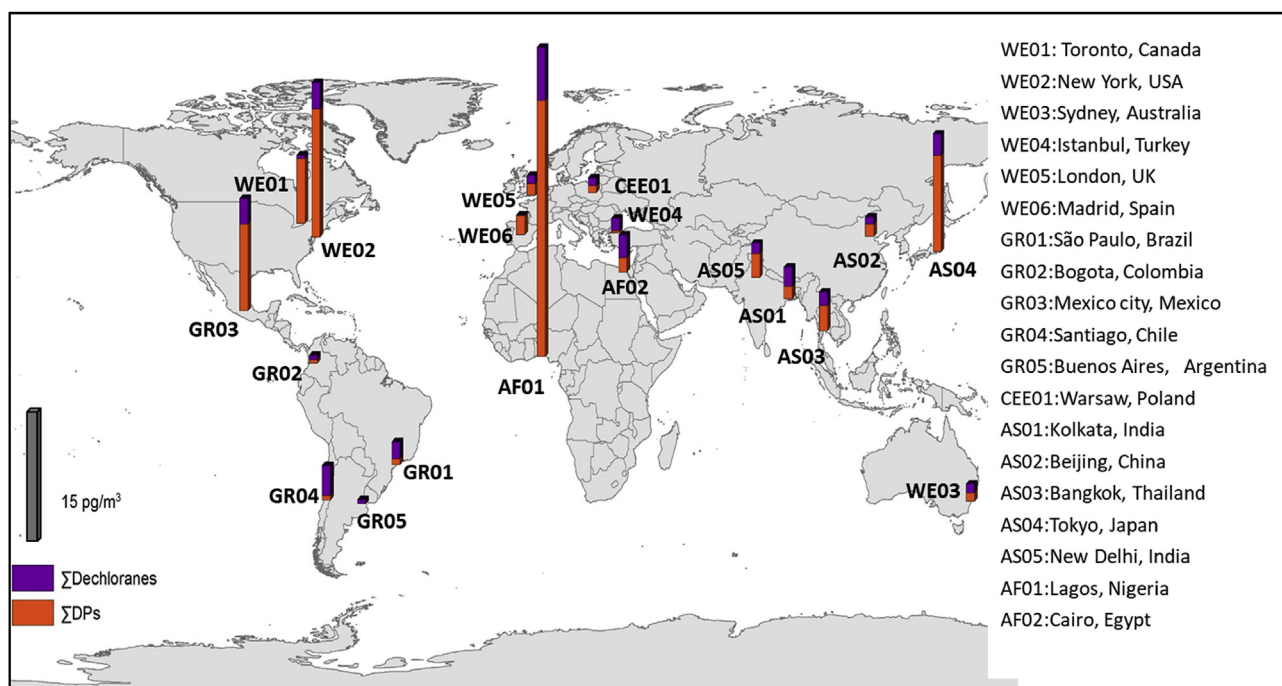 WE01
WE02
GR03
GR02
GR01
GR04
GR05
WE05
WE06
CEE01
WE04
AF02
AF01
AS05
AS01
AS03
AS02
AS04
WE03
15 pg/m³
∑Dechloranes
∑DPs
WE01: Toronto, Canada
WE02: New York, USA
WE03: Sydney, Australia
WE04:Istanbul, Turkey
WE05: London, UK
WE06: Madrid, Spain
GR01: São Paulo, Brazil
GR02: Bogota, Colombia
GR03:Mexico city, Mexico
GR04: Santiago, Chile
GR05:Buenos Aires, Argentina
CEE01:Warsaw, Poland
AS01:Kolkata, India
AS02:Beijing, China
AS03:Bangkok, Thailand
AS04:Tokyo, Japan
AS05:New Delhi, India
AF01:Lagos, Nigeria
AF02:Cairo, Egypt